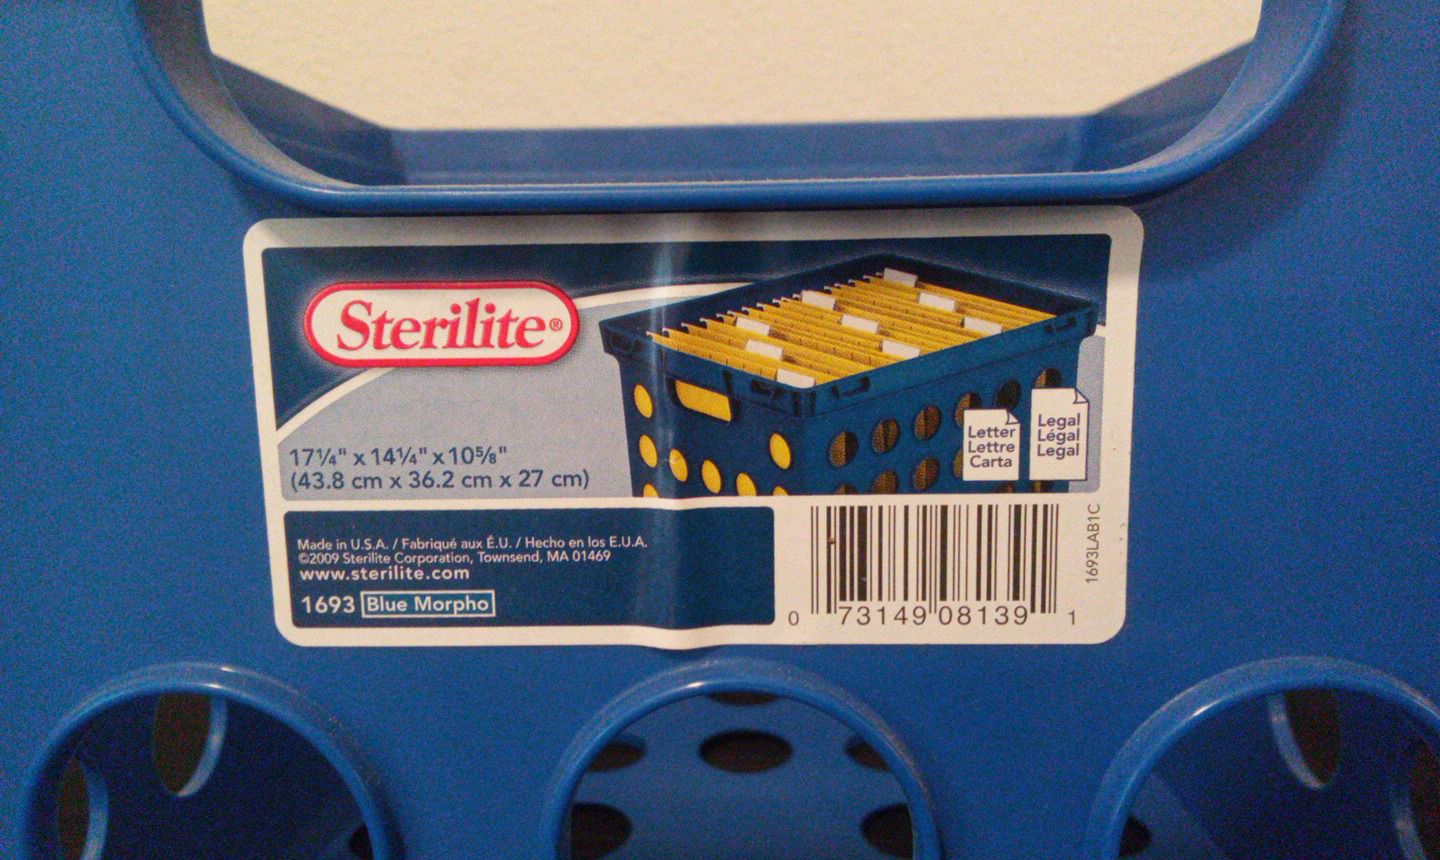 Sterilite®
17¼" x 14¼" x 10⅝"
(43.8 cm x 36.2 cm x 27 cm)
Letter
Lettre
Carta
Legal
Légal
Legal
Made in U.S.A. / Fabriqué aux É.U. / Hecho en los E.U.A.
©2009 Sterilite Corporation, Townsend, MA 01469
www.sterilite.com
1693 Blue Morpho
0 73149 08139 1
1693LAB1C